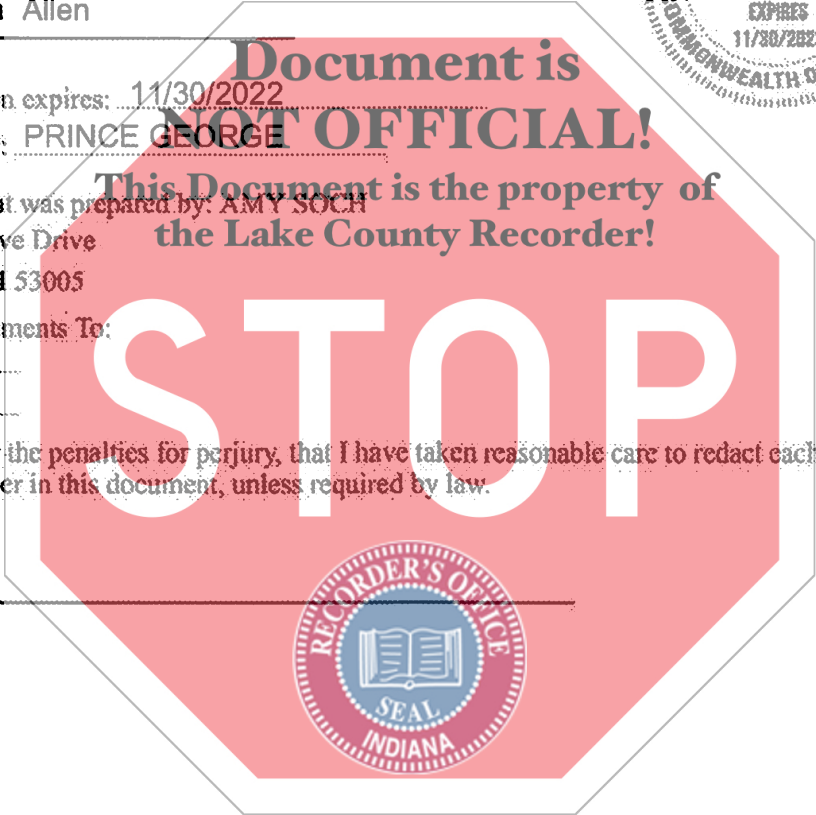 Allen
EXPIRES
11/30/202
MMONWEALTH O
Document is
n expires: 11/30/2022
NOT OFFICIAL!
PRINCE GEORGE
This Document is the property of
t was prepared by: AMY SOCH
the Lake County Recorder!
ve Drive
53005
ments To:
STOP
the penalties for perjury, that I have taken reasonable care to redact each
er in this document, unless required by law.
RECORDER'S OFFICE
SEAL
INDIANA